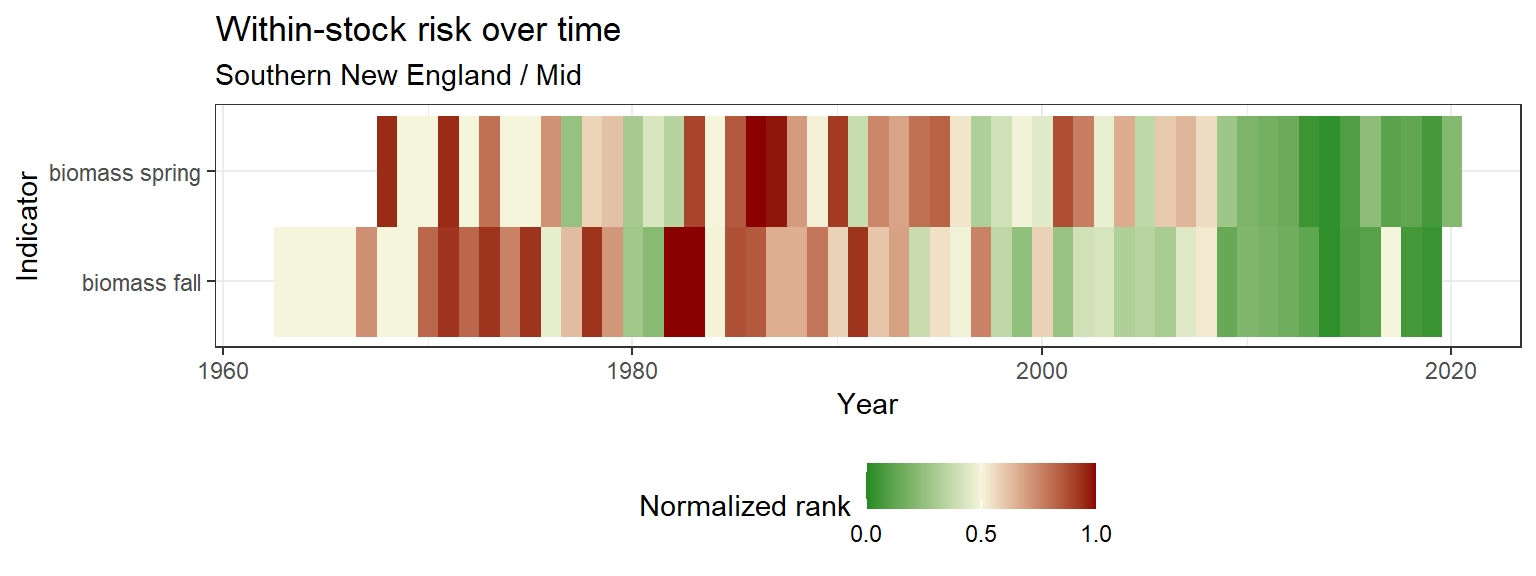 Within-stock risk over time
Southern New England / Mid
Indicator
biomass spring
biomass fall
1960 1980 2000 2020
Year
Normalized rank
0.0 0.5 1.0